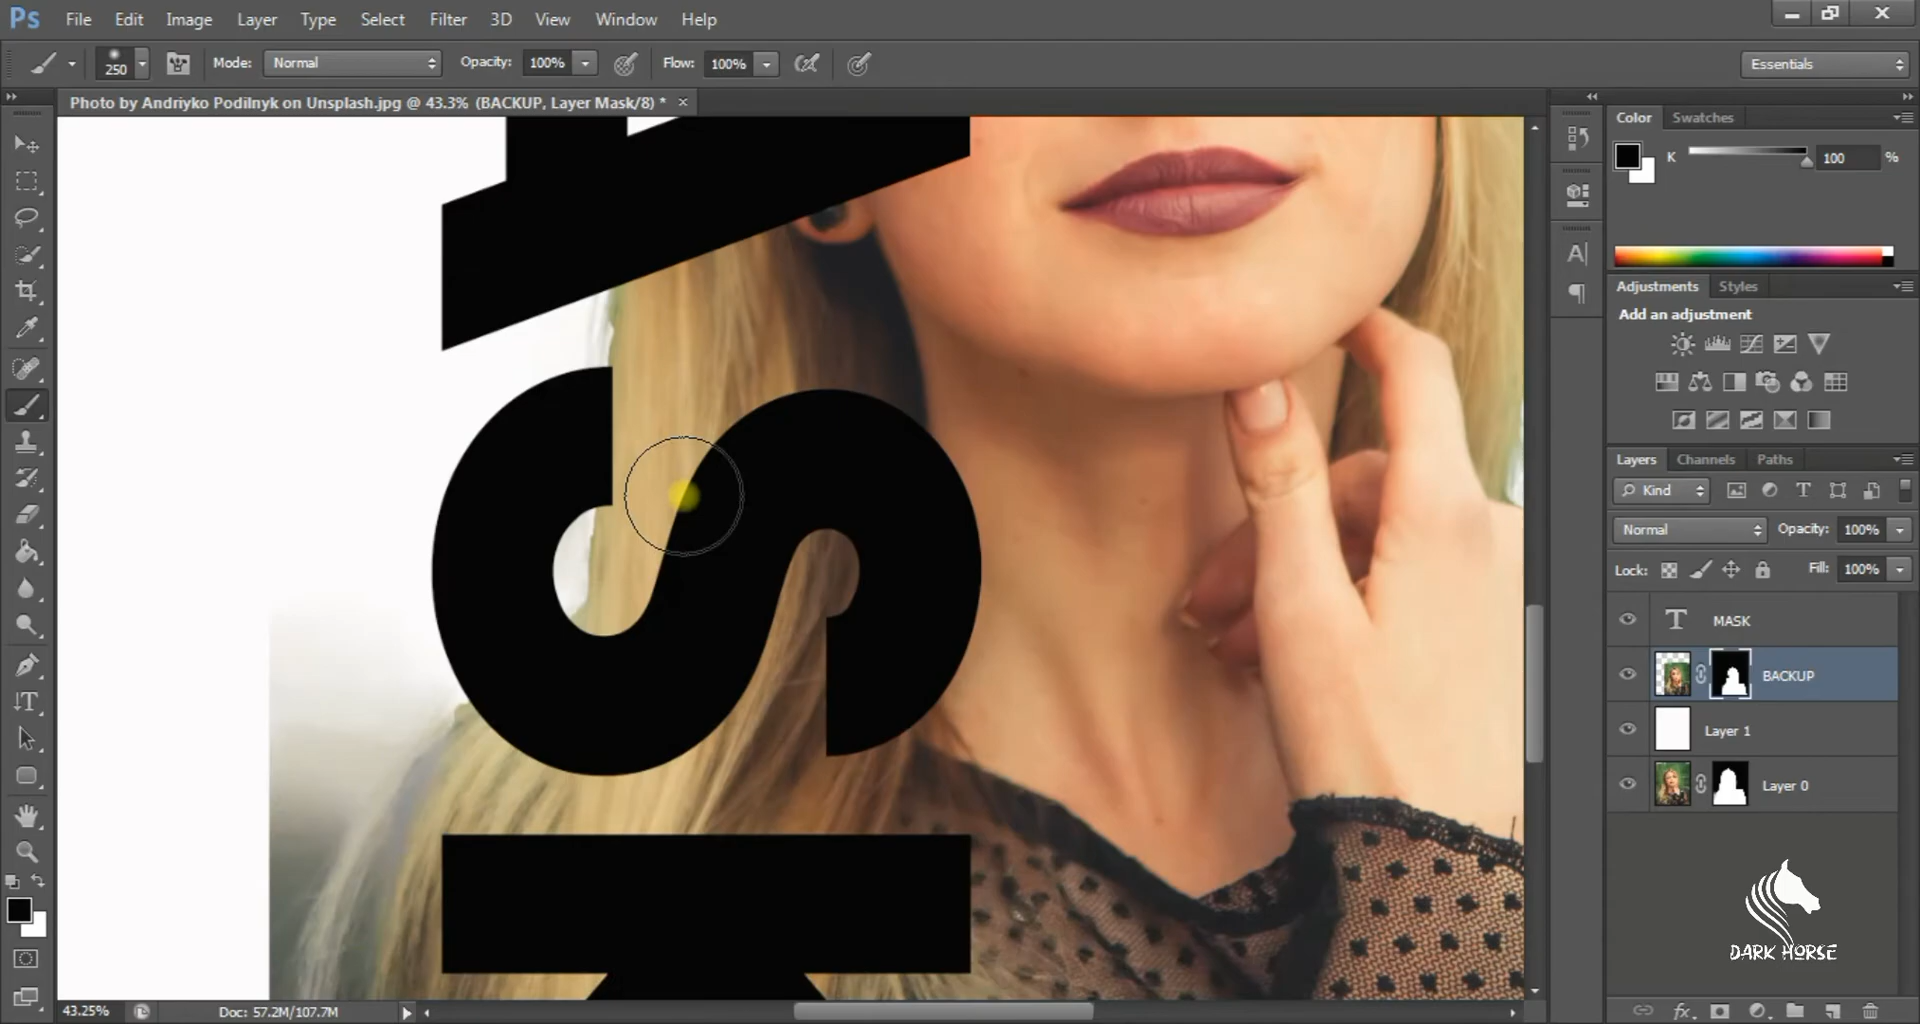 Ps File Edit Image Layer Type Select Filter 3D View Window Help
250 Mode: Normal Opacity: 100% Flow: 100% Essentials
Photo by Andriyko Podilnyk on Unsplash.jpg @ 43.3% (BACKUP, Layer Mask/8) * ×
Color Swatches
K 100 %
Adjustments Styles
Add an adjustment
Layers Channels Paths
Kind
Normal Opacity: 100%
Lock: Fill: 100%
MASK
BACKUP
Layer 1
Layer 0
DARK HORSE
ASK
43.25% Doc: 57.2M/107.7M